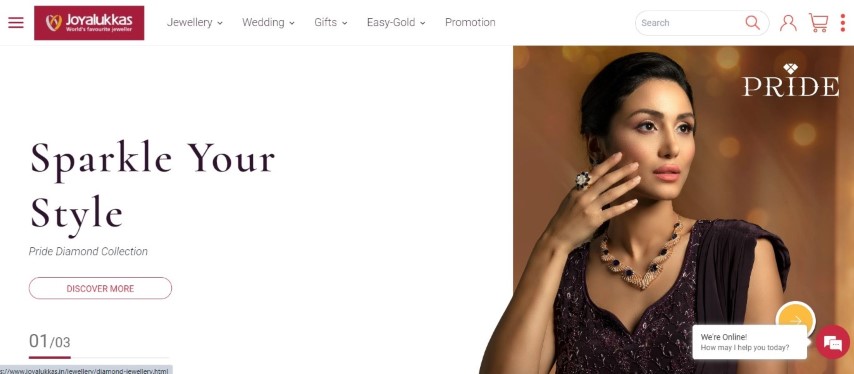 Joyalukkas
World's favourite jeweller
Jewellery
Wedding
Gifts
Easy-Gold
Promotion
Search
PRIDE
Sparkle Your
Style
Pride Diamond Collection
DISCOVER MORE
01/03
We're Online!
How may I help you today?
s://www.joyalukkas.in/jewellery/diamond-jewellery.html